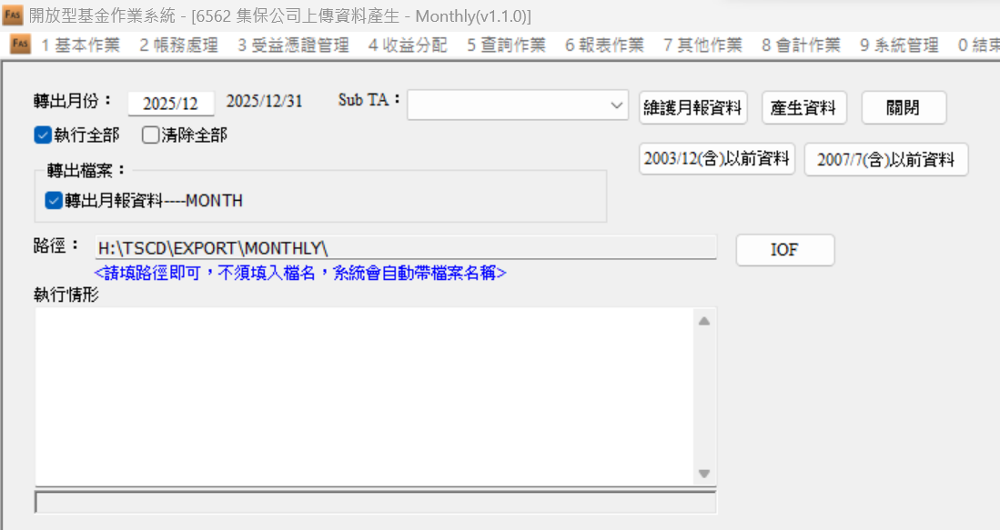 FAS 開放型基金作業系統 - [6562 集保公司上傳資料產生 - Monthly(v1.1.0)]
FAS 1 基本作業 2 帳務處理 3 受益憑證管理 4 收益分配 5 查詢作業 6 報表作業 7 其他作業 8 會計作業 9 系統管理 0 結束
轉出月份： 2025/12 2025/12/31 Sub TA： 維護月報資料 產生資料 關閉
執行全部 清除全部
2003/12(含)以前資料 2007/7(含)以前資料
轉出檔案：
轉出月報資料----MONTH
路徑： H:\TSCD\EXPORT\MONTHLY\ IOF
<請填路徑即可，不須填入檔名，系統會自動帶檔案名稱>
執行情形